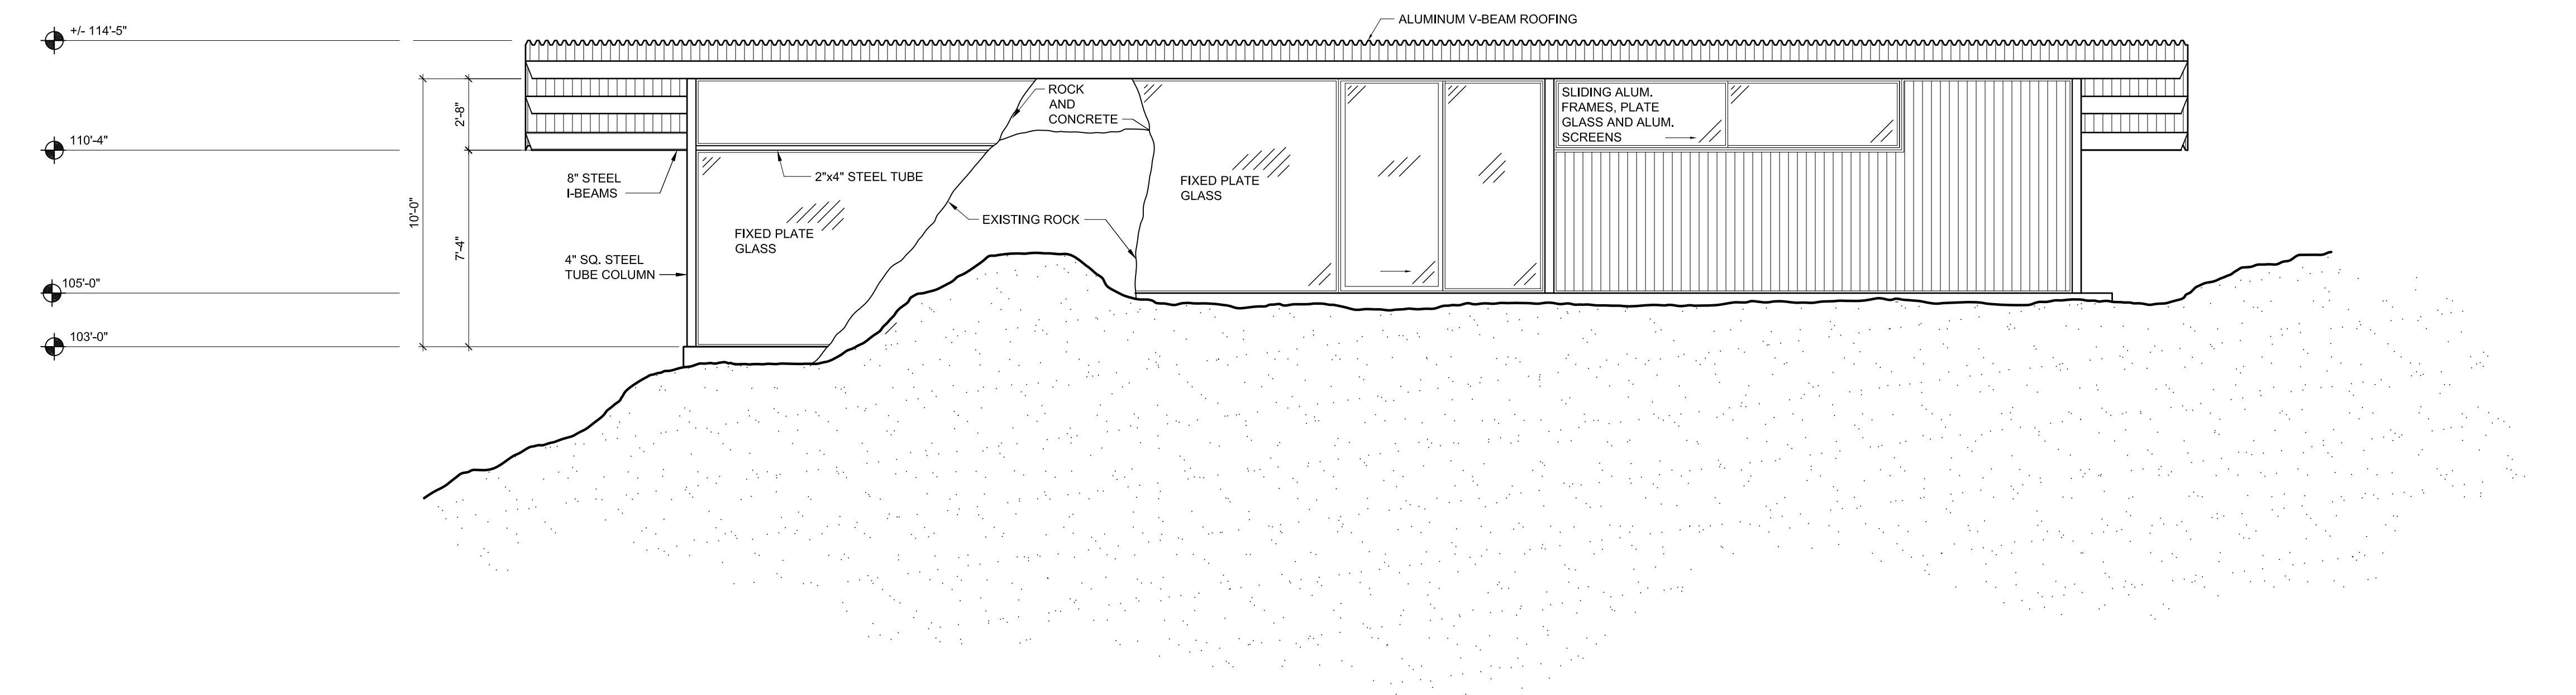 ALUMINUM V-BEAM ROOFING
+/- 114'-5"
110'-4"
105'-0"
103'-0"
10'-0"
2'-8"
7'-4"
8" STEEL
I-BEAMS
4" SQ. STEEL
TUBE COLUMN
2"x4" STEEL TUBE
FIXED PLATE
GLASS
ROCK
AND
CONCRETE
EXISTING ROCK
FIXED PLATE
GLASS
SLIDING ALUM.
FRAMES, PLATE
GLASS AND ALUM.
SCREENS